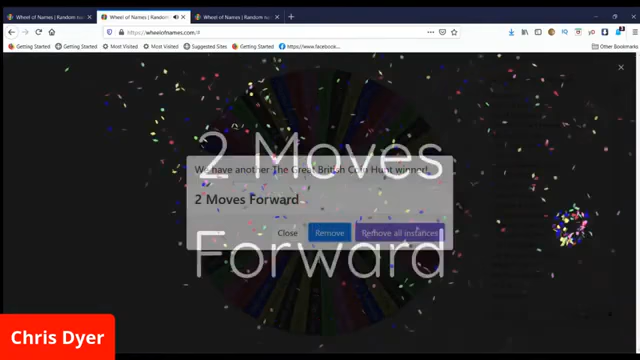 Wheel of Names | Random
Wheel of Names | Random
Wheel of Names | Random
https://wheelofnames.com/#
Getting Started
Getting Started
Most Visited
Most Visited
Suggested Sites
Getting Started
https://www.facebook...
Other Bookmarks
2 Moves
We have another The Great British Coin Hunt winner!
2 Moves Forward
Close
Remove
Remove all instances
Forward
Chris Dyer